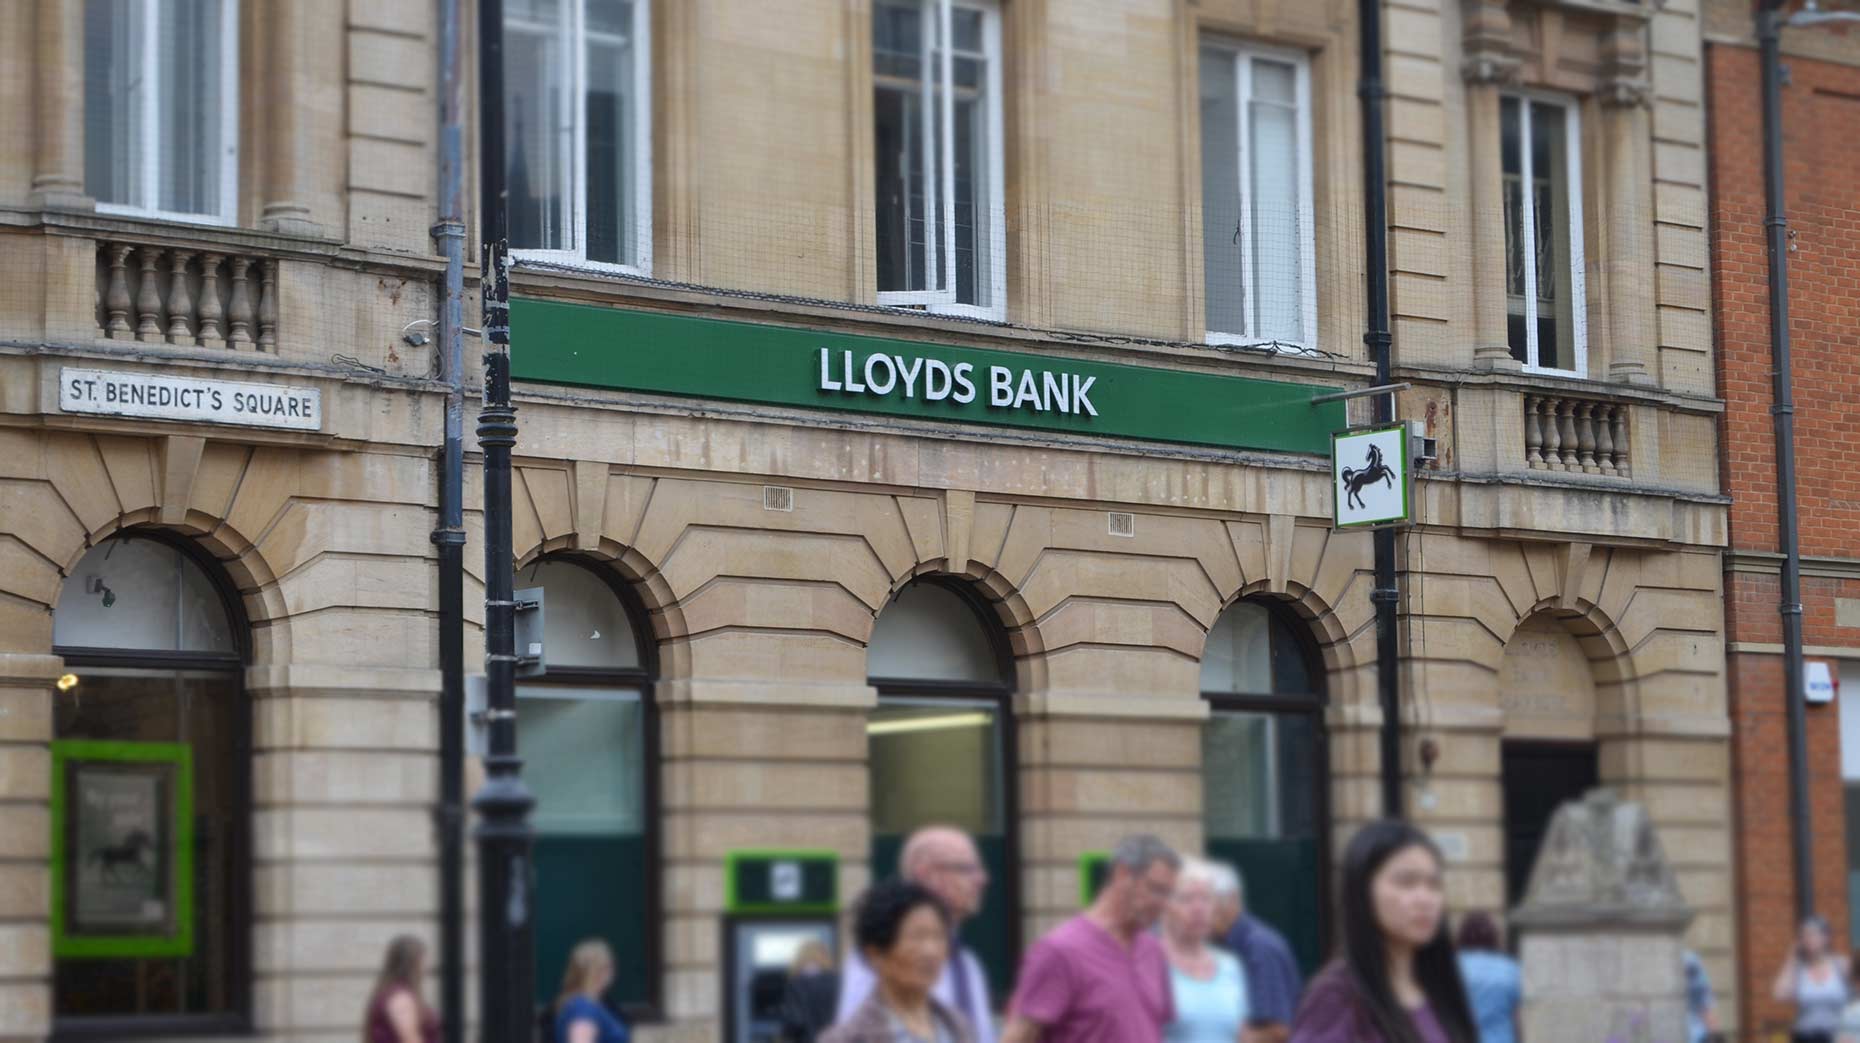 ST. BENEDICT'S SQUARE
LLOYDS BANK